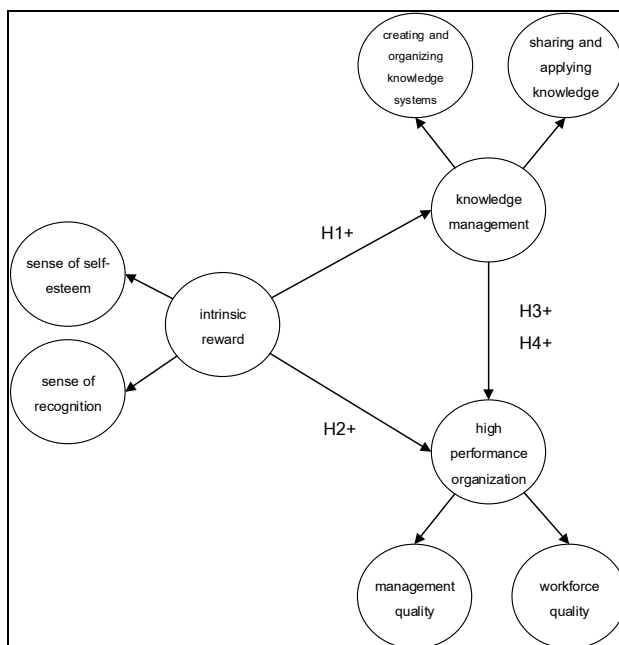 creating and
organizing
knowledge
systems
sharing and
applying
knowledge
knowledge
management
H1+
sense of self-
esteem
intrinsic
reward
H3+
H4+
sense of
recognition
H2+
high
performance
organization
management
quality
workforce
quality